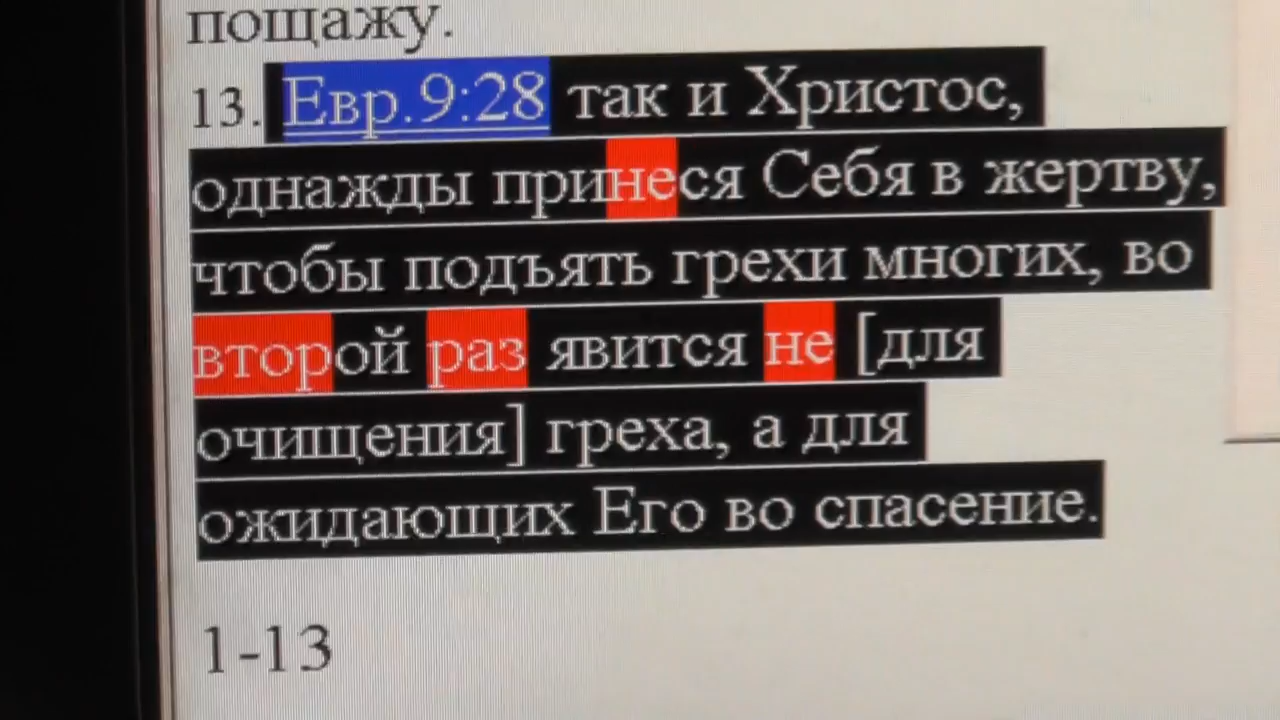 пощажу.
13. Евр.9:28 так и Христос,
однажды принеся Себя в жертву,
чтобы подъять грехи многих, во
второй раз явится не [для
очищения] греха, а для
ожидающих Его во спасение.
1-13